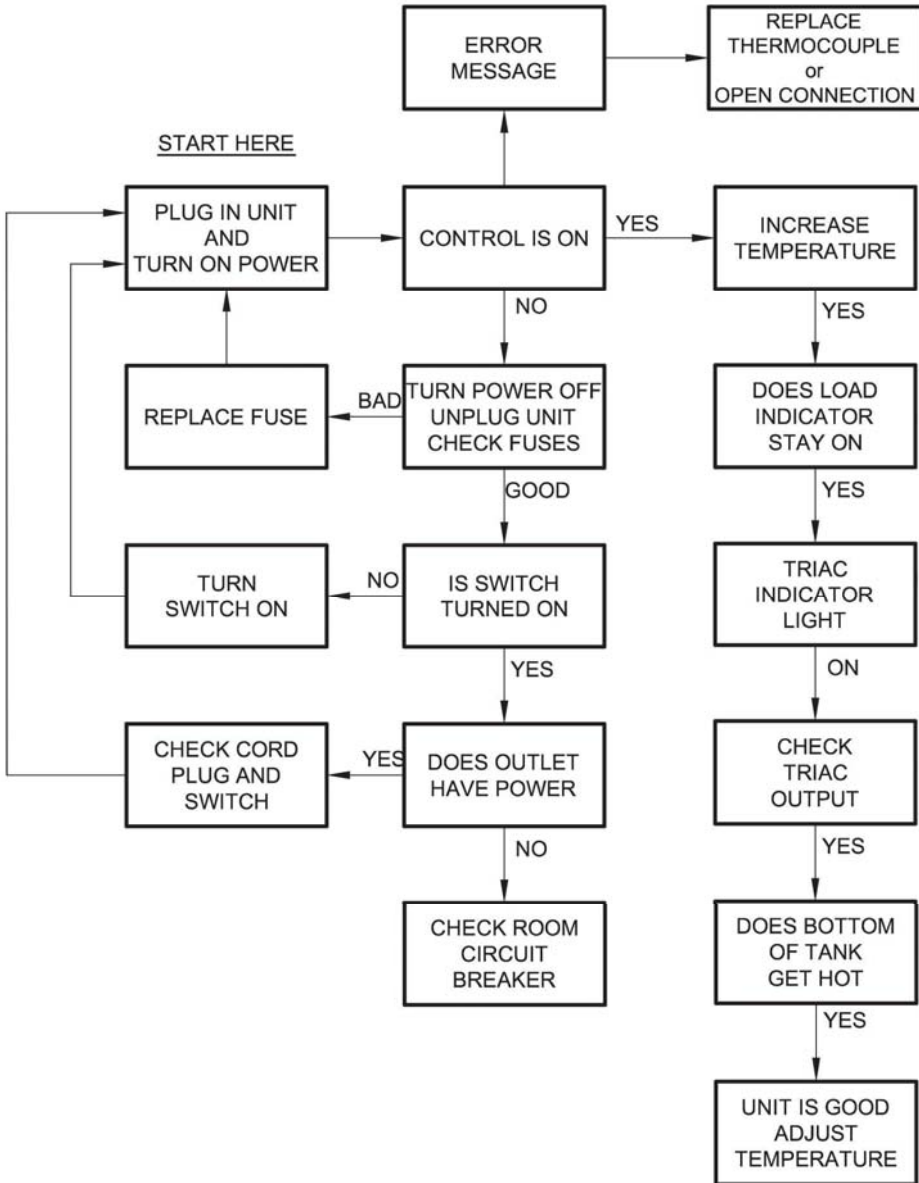 ERROR
MESSAGE
REPLACE
THERMOCOUPLE
or
OPEN CONNECTION
START HERE
PLUG IN UNIT
AND
TURN ON POWER
CONTROL IS ON
YES
INCREASE
TEMPERATURE
NO
YES
REPLACE FUSE
BAD
TURN POWER OFF
UNPLUG UNIT
CHECK FUSES
DOES LOAD
INDICATOR
STAY ON
GOOD
YES
TURN
SWITCH ON
NO
IS SWITCH
TURNED ON
TRIAC
INDICATOR
LIGHT
YES
ON
CHECK CORD
PLUG AND
SWITCH
YES
DOES OUTLET
HAVE POWER
CHECK
TRIAC
OUTPUT
NO
YES
CHECK ROOM
CIRCUIT
BREAKER
DOES BOTTOM
OF TANK
GET HOT
YES
UNIT IS GOOD
ADJUST
TEMPERATURE